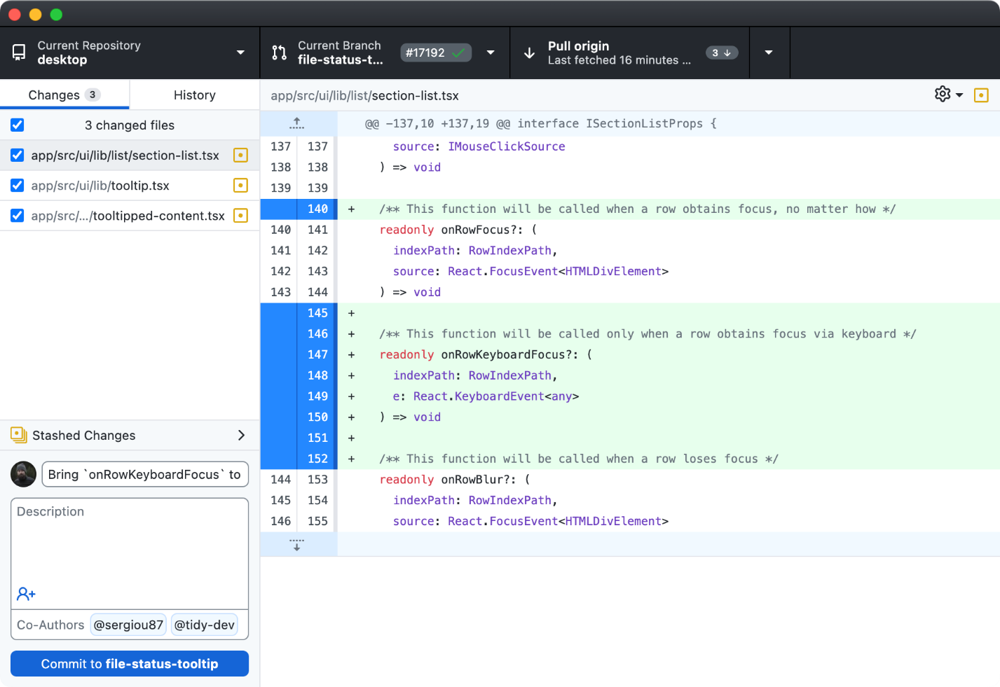 Current Repository
desktop
Current Branch
file-status-t...
#17192
Pull origin
Last fetched 16 minutes ...
3
Changes 3
History
3 changed files
app/src/ui/lib/list/section-list.tsx
app/src/ui/lib/tooltip.tsx
app/src/.../tooltipped-content.tsx
Stashed Changes
Bring `onRowKeyboardFocus` to
Description
Co-Authors @sergiou87 @tidy-dev
Commit to file-status-tooltip
app/src/ui/lib/list/section-list.tsx
@@ -137,10 +137,19 @@ interface ISectionListProps {
137 137 source: IMouseClickSource
138 138 ) => void
139 139
140 + /** This function will be called when a row obtains focus, no matter how */
140 141 readonly onRowFocus?: (
141 142 indexPath: RowIndexPath,
142 143 source: React.FocusEvent<HTMLDivElement>
143 144 ) => void
145 +
146 + /** This function will be called only when a row obtains focus via keyboard */
147 + readonly onRowKeyboardFocus?: (
148 + indexPath: RowIndexPath,
149 + e: React.KeyboardEvent<any>
150 + ) => void
151 +
152 + /** This function will be called when a row loses focus */
144 153 readonly onRowBlur?: (
145 154 indexPath: RowIndexPath,
146 155 source: React.FocusEvent<HTMLDivElement>